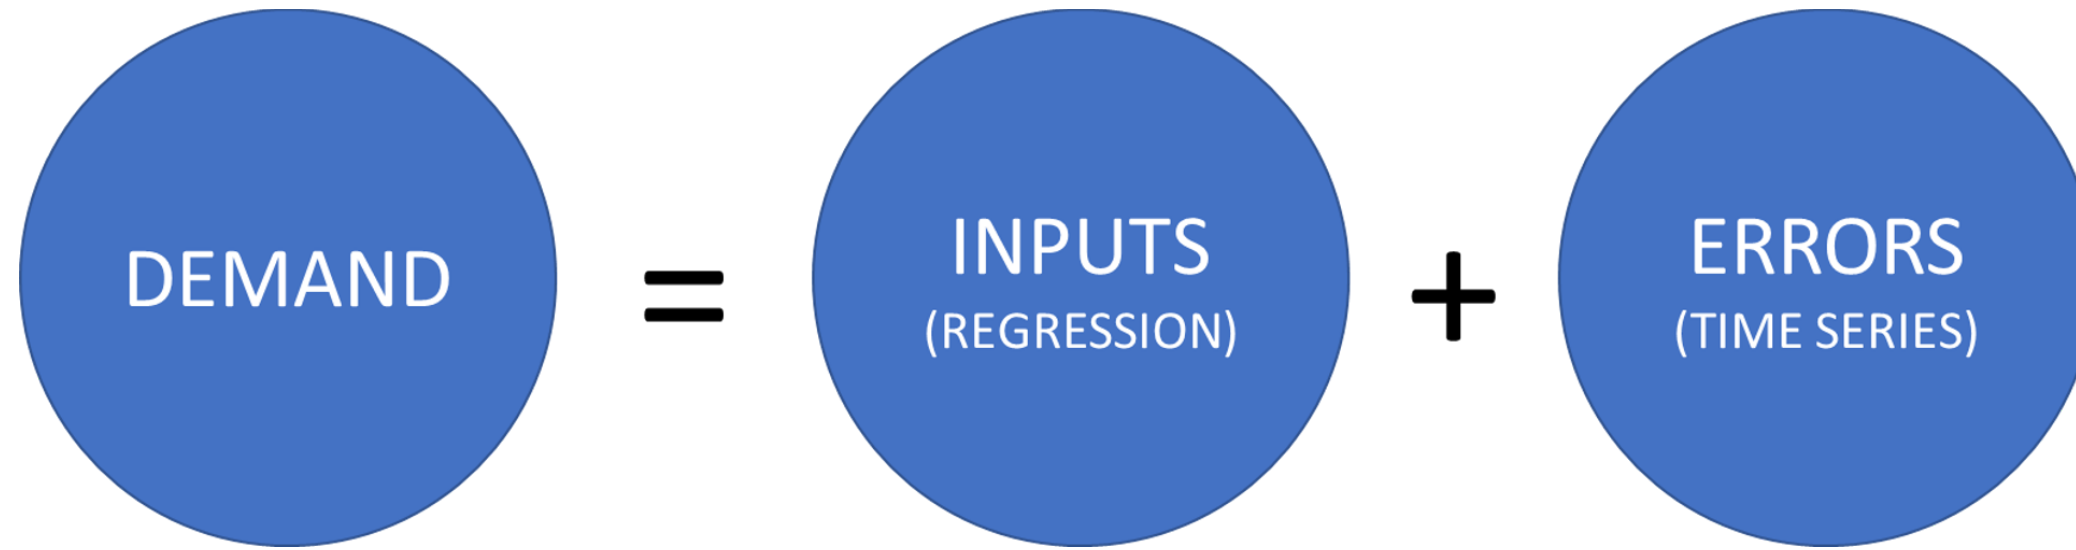 DEMAND
=
INPUTS
(REGRESSION)
+
ERRORS
(TIME SERIES)